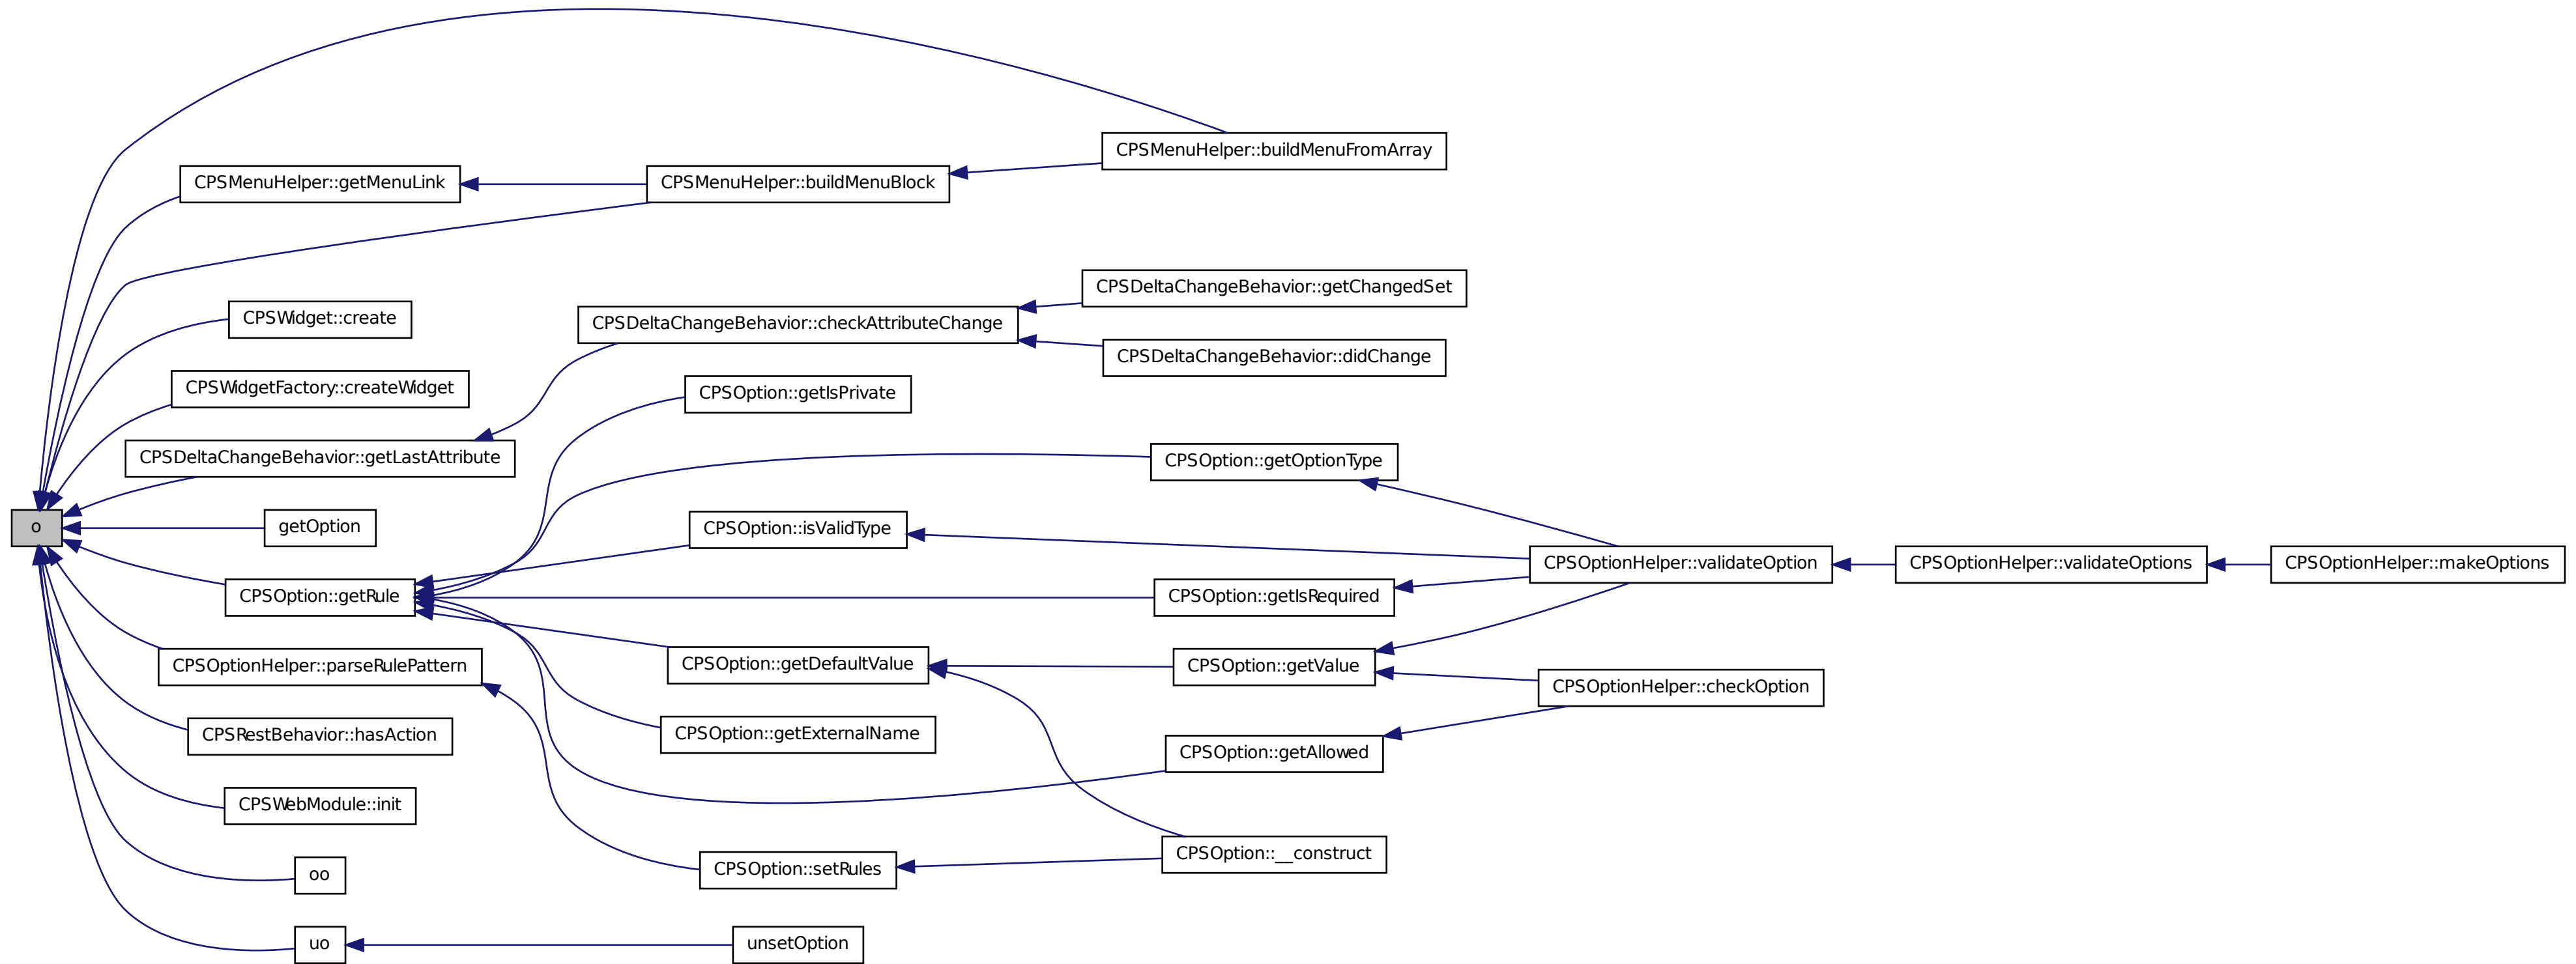 CPSMenuHelper::buildMenuFromArray
CPSMenuHelper::getMenuLink
CPSMenuHelper::buildMenuBlock
CPSDeltaChangeBehavior::getChangedSet
CPSWidget::create
CPSDeltaChangeBehavior::checkAttributeChange
CPSDeltaChangeBehavior::didChange
CPSWidgetFactory::createWidget
CPSOption::getIsPrivate
CPSDeltaChangeBehavior::getLastAttribute
CPSOption::getOptionType
o
getOption
CPSOption::isValidType
CPSOptionHelper::validateOption
CPSOptionHelper::validateOptions
CPSOptionHelper::makeOptions
CPSOption::getRule
CPSOption::getIsRequired
CPSOptionHelper::parseRulePattern
CPSOption::getDefaultValue
CPSOption::getValue
CPSOptionHelper::checkOption
CPSRestBehavior::hasAction
CPSOption::getExternalName
CPSOption::getAllowed
CPSWebModule::init
CPSOption::__construct
oo
CPSOption::setRules
uo
unsetOption